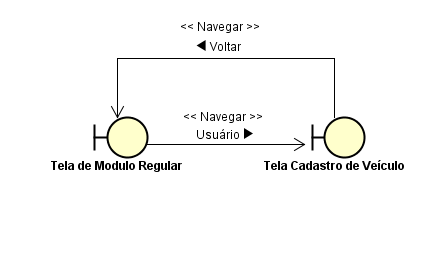 << Navegar >>
◀ Voltar
<< Navegar >>
Usuário ▶
Tela de Modulo Regular
Tela Cadastro de Veículo